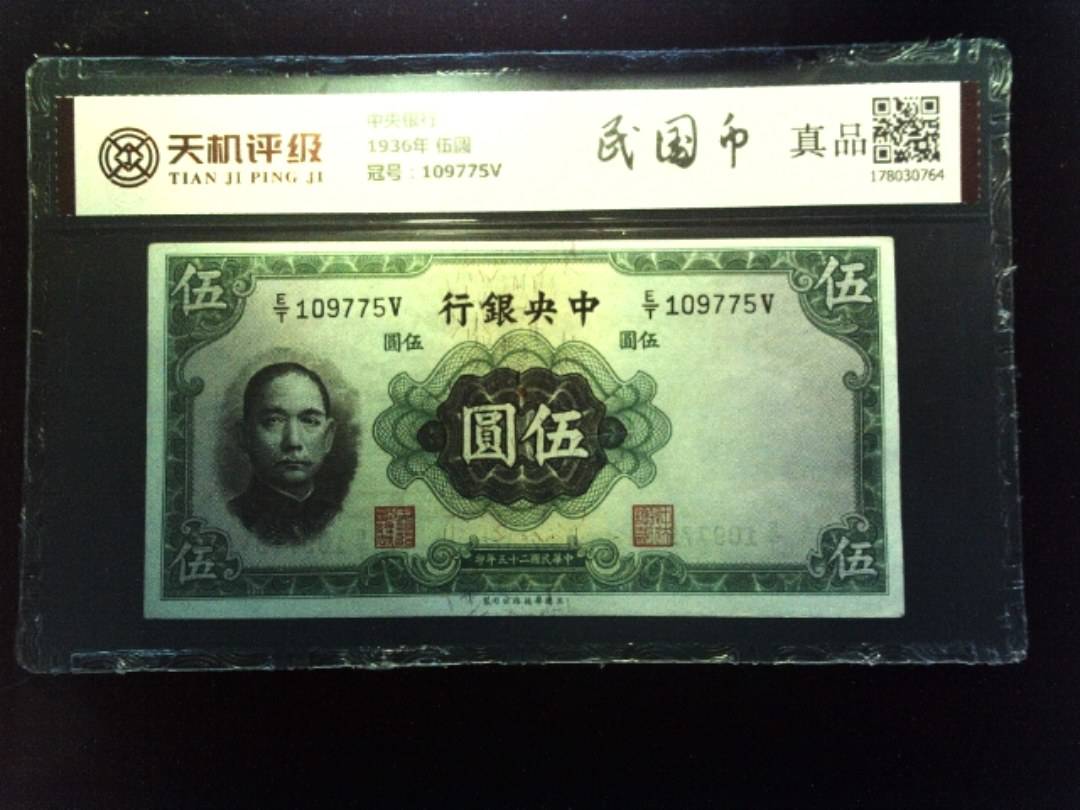 天机评级
TIAN JI PING JI
中央银行
1936年 伍圆
冠号：109775V
民国币 真品
178030764
伍 伍
E/T 109775V 行銀央中 E/T 109775V
圓伍 圓伍
圓伍
伍 印年五十二國民華中 伍